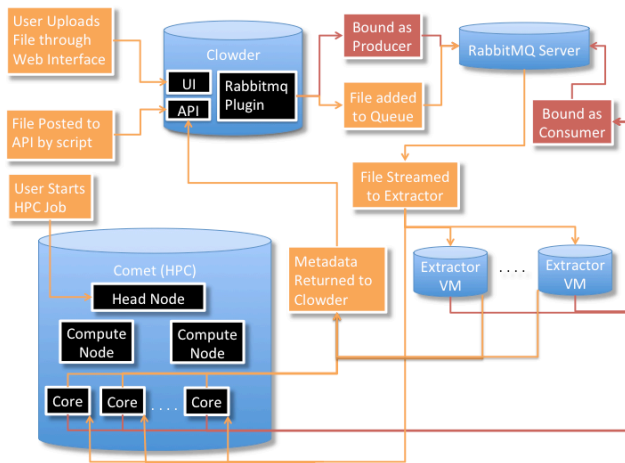 User Uploads
File through
Web Interface
Clowder
UI
API
Rabbitmq
Plugin
Bound as
Producer
File added
to Queue
RabbitMQ Server
Bound as
Consumer
File Posted to
API by script
File Streamed
to Extractor
User Starts
HPC Job
Comet (HPC)
Head Node
Compute
Node
Compute
Node
Core
Core
. . . .
Core
Metadata
Returned to
Clowder
Extractor
VM
. . . .
Extractor
VM